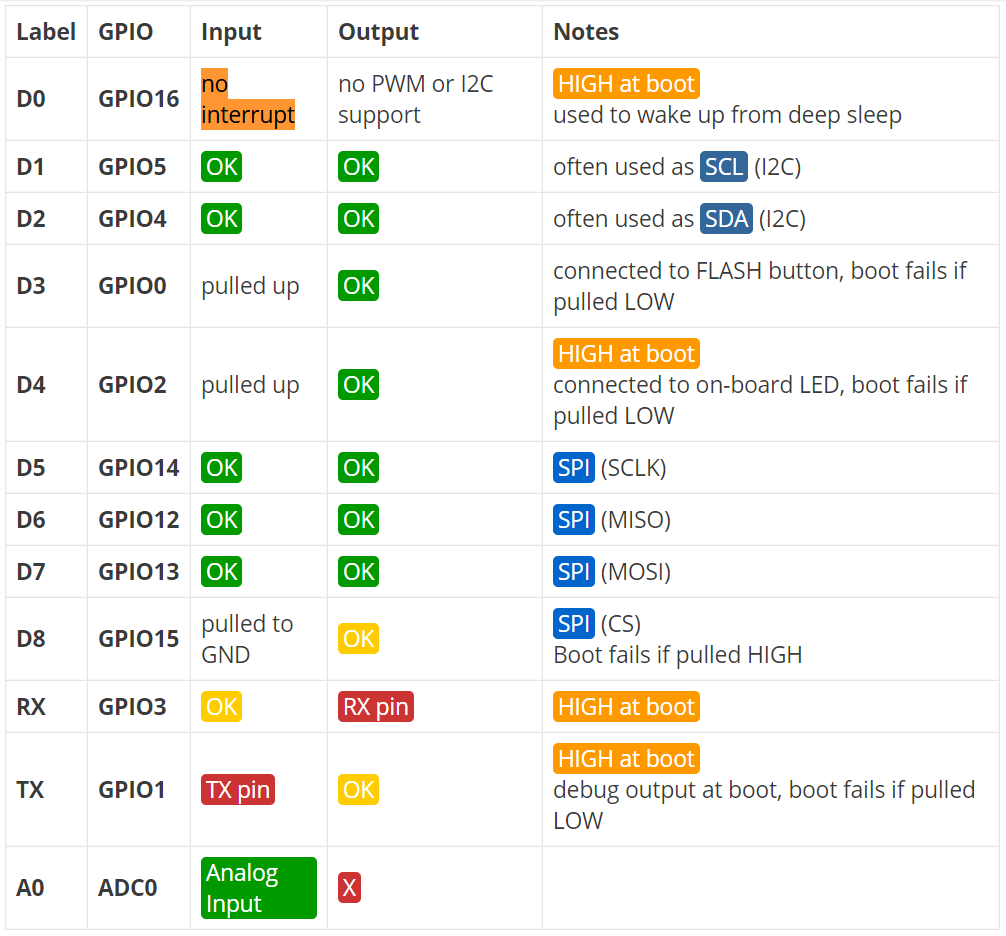 Label GPIO Input Output Notes
D0 GPIO16 no interrupt no PWM or I2C support HIGH at boot
used to wake up from deep sleep
D1 GPIO5 OK OK often used as SCL (I2C)
D2 GPIO4 OK OK often used as SDA (I2C)
D3 GPIO0 pulled up OK connected to FLASH button, boot fails if
pulled LOW
D4 GPIO2 pulled up OK HIGH at boot
connected to on-board LED, boot fails if
pulled LOW
D5 GPIO14 OK OK SPI (SCLK)
D6 GPIO12 OK OK SPI (MISO)
D7 GPIO13 OK OK SPI (MOSI)
D8 GPIO15 pulled to GND OK SPI (CS)
Boot fails if pulled HIGH
RX GPIO3 OK RX pin HIGH at boot
TX GPIO1 TX pin OK HIGH at boot
debug output at boot, boot fails if pulled
LOW
A0 ADC0 Analog Input X